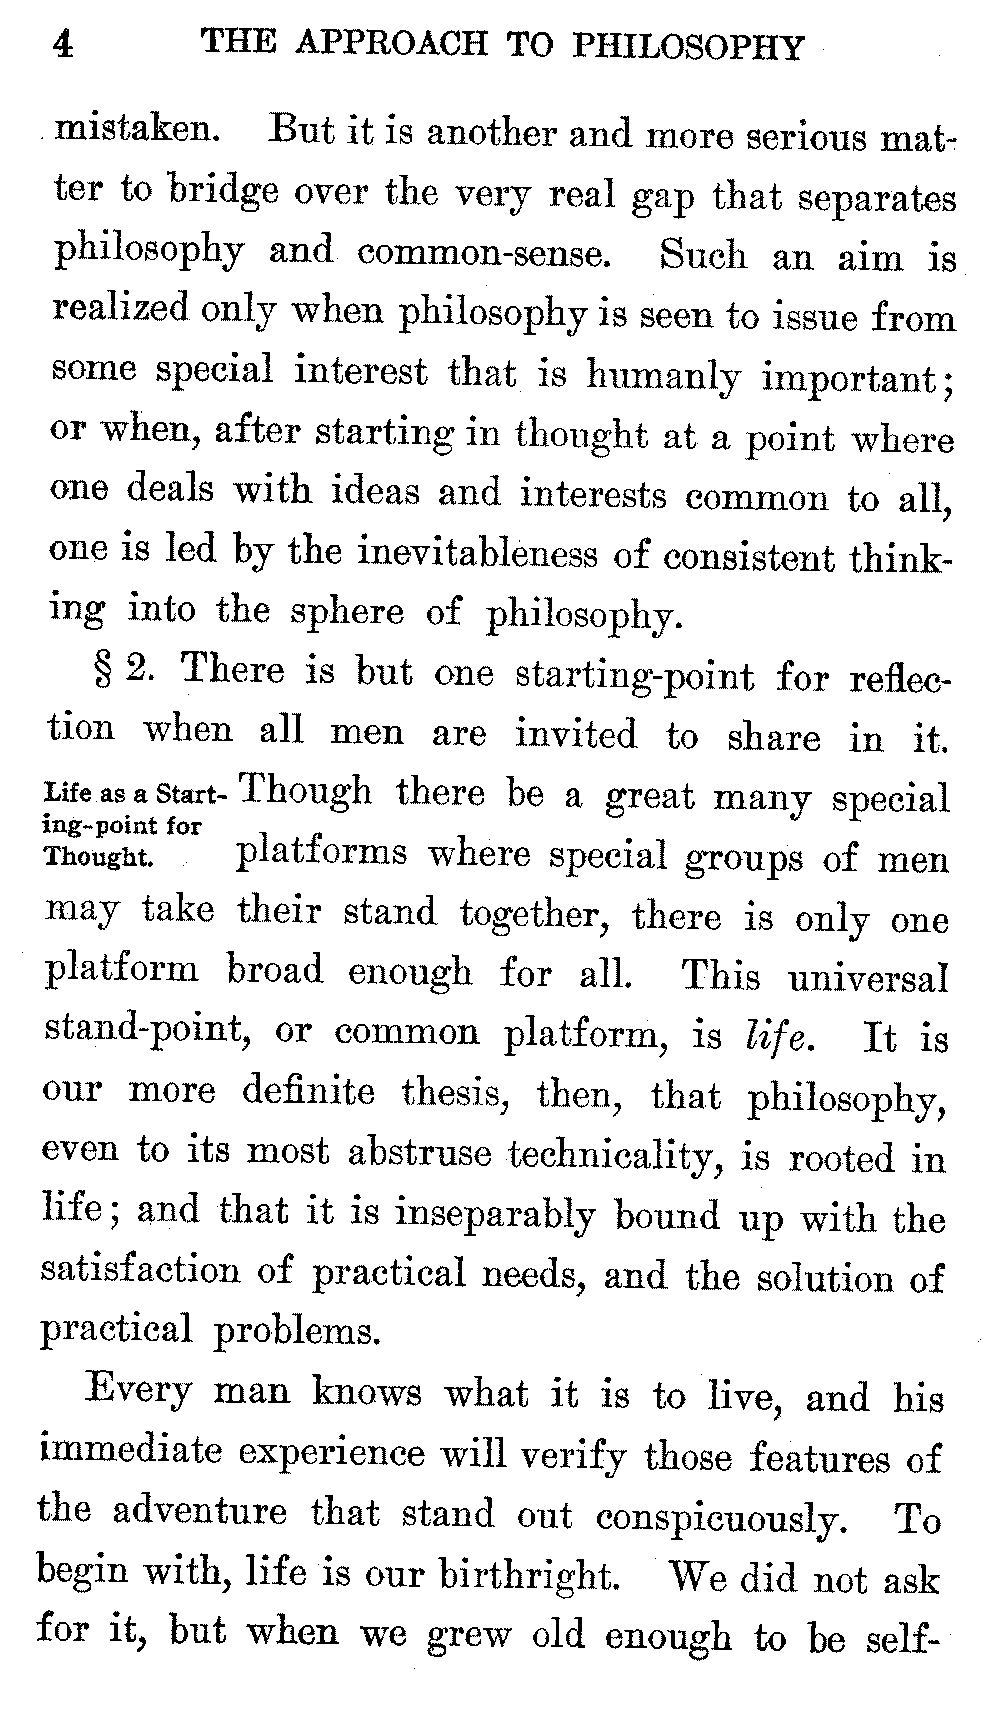 4 THE APPROACH TO PHILOSOPHY
mistaken. But it is another and more serious mat-
ter to bridge over the very real gap that separates
philosophy and common-sense. Such an aim is
realized only when philosophy is seen to issue from
some special interest that is humanly important;
or when, after starting in thought at a point where
one deals with ideas and interests common to all,
one is led by the inevitableness of consistent think-
ing into the sphere of philosophy.
§ 2. There is but one starting-point for reflec-
tion when all men are invited to share in it.
Life as a Start-
ing-point for
Thought.
Though there be a great many special
platforms where special groups of men
may take their stand together, there is only one
platform broad enough for all. This universal
stand-point, or common platform, is life. It is
our more definite thesis, then, that philosophy,
even to its most abstruse technicality, is rooted in
life; and that it is inseparably bound up with the
satisfaction of practical needs, and the solution of
practical problems.
Every man knows what it is to live, and his
immediate experience will verify those features of
the adventure that stand out conspicuously. To
begin with, life is our birthright. We did not ask
for it, but when we grew old enough to be self-